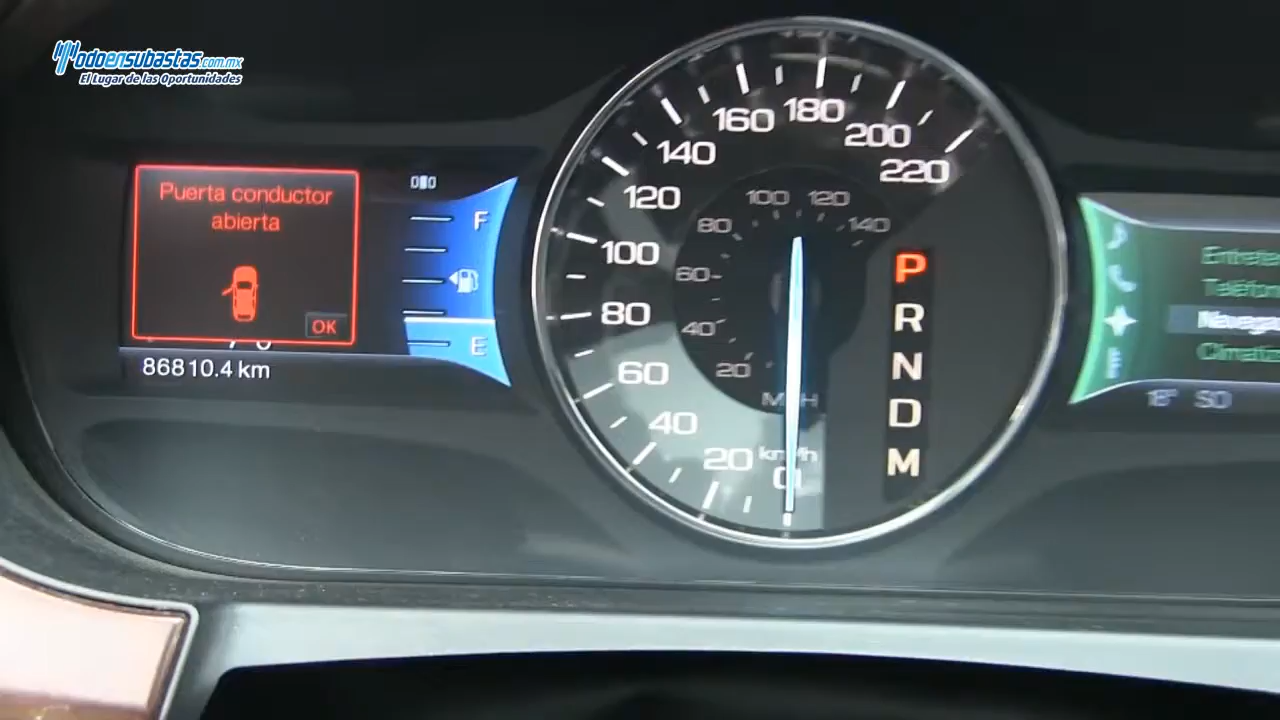 Todoensubastas.com.mx
El Lugar de las Oportunidades
Puerta conductor
abierta
OK
86810.4 km
F
E
0
20
40
60
80
100
120
140
160
180
200
220
km/h
20
40
60
80
100
120
140
MPH
P
R
N
D
M
18° SO